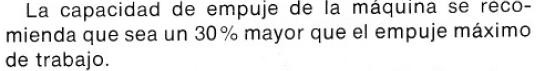 La capacidad de empuje de la máquina se reco-
mienda que sea un 30% mayor que el empuje máximo
de trabajo.